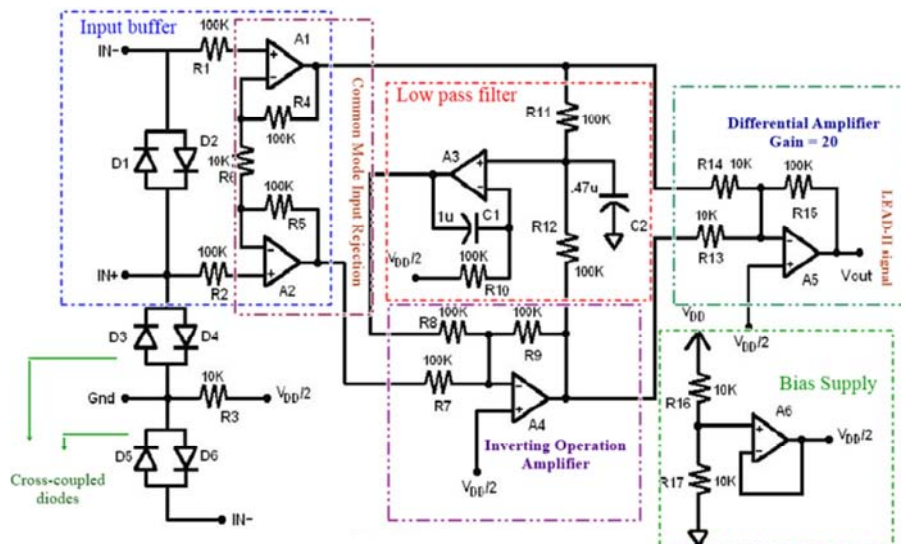 Input buffer
IN-
100K
R1
A1
R4
100K
Common Mode Input Rejection
D1
D2
10K
R6
100K
R5
IN+
100K
R2
A2
D3
D4
Gnd
10K
R3
VDD/2
D5
D6
Cross-coupled
diodes
IN-
Low pass filter
R11
100K
A3
1u
C1
.47u
C2
R12
100K
VDD/2
100K
R10
100K
R8
100K
R9
100K
R7
A4
VDD/2
Inverting Operation
Amplifier
Differential Amplifier
Gain = 20
R14
10K
100K
R15
10K
R13
A5
Vout
VDD/2
LEAD-II signal
VDD
Bias Supply
R16
10K
A6
VDD/2
R17
10K